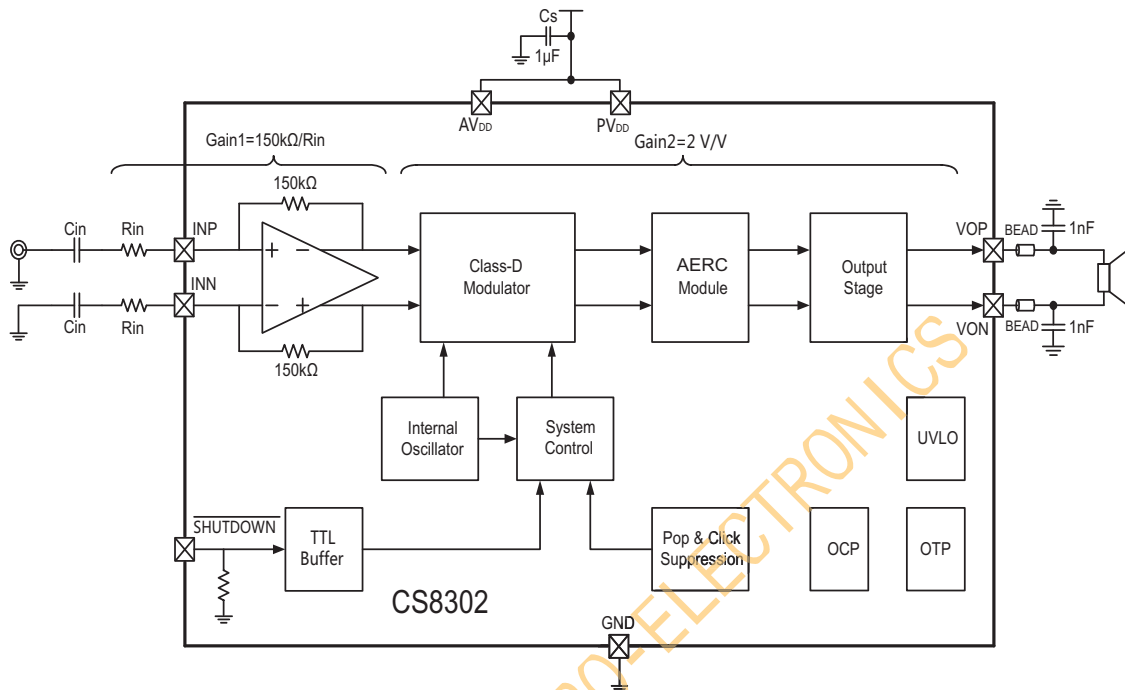 Cs
1µF
AVDD
PVDD
Gain1=150kΩ/Rin
Gain2=2 V/V
150kΩ
Cin
Rin
INP
+
−
Class-D
Modulator
AERC
Module
Output
Stage
VOP
BEAD
1nF
INN
−
+
Cin
Rin
150kΩ
VON
BEAD
1nF
Internal
Oscillator
System
Control
UVLO
SHUTDOWN
TTL
Buffer
Pop & Click
Suppression
OCP
OTP
CS8302
GND
O-ELECTRONICS